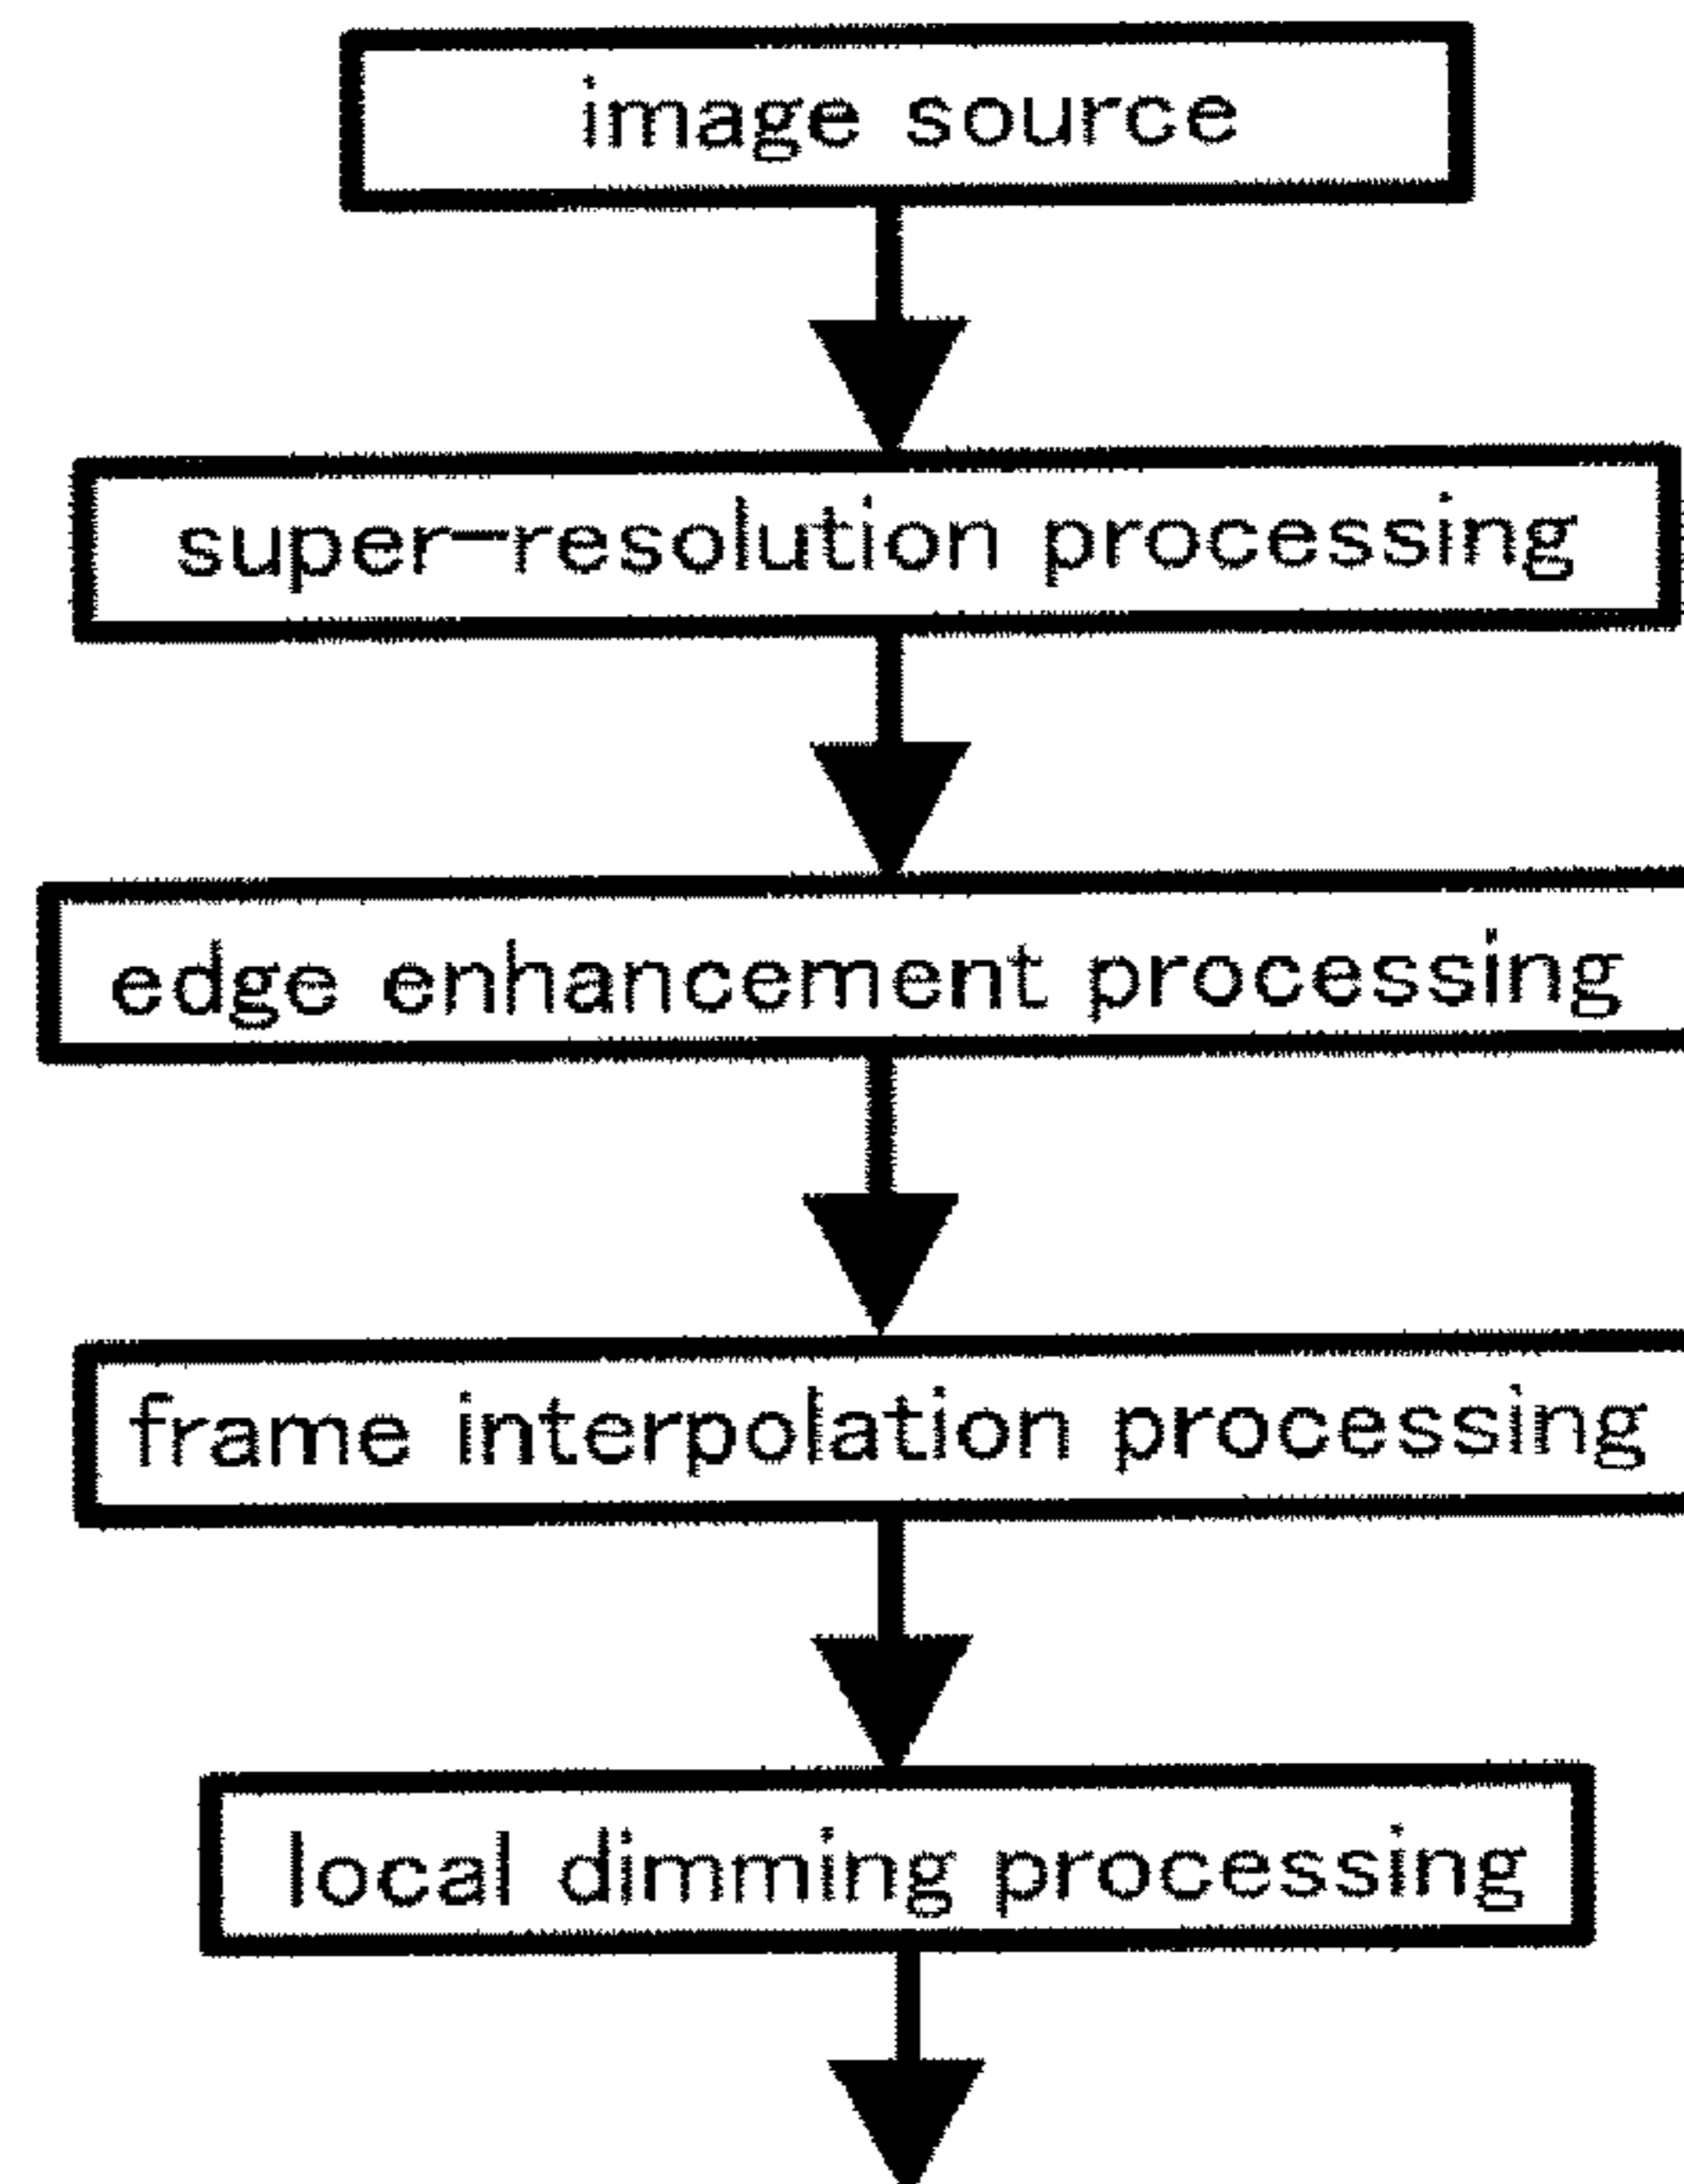 image source
super-resolution processing
edge enhancement processing
frame interpolation processing
local dimming processing